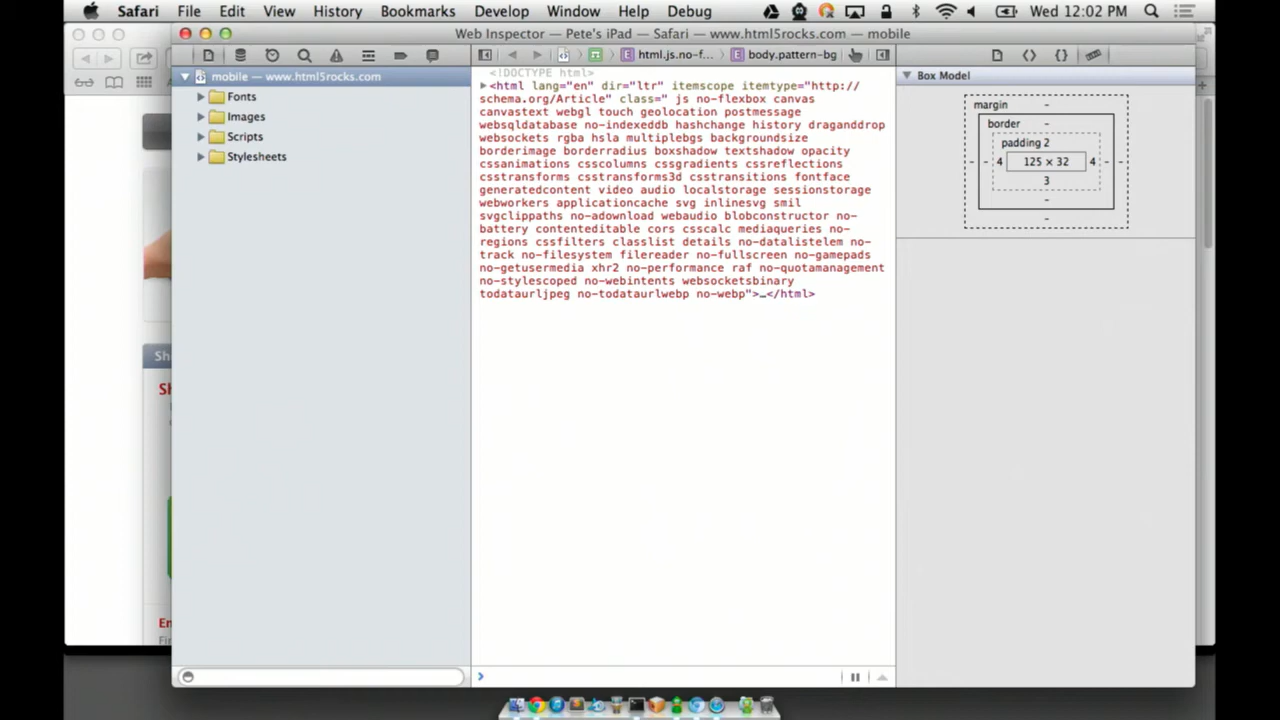 Safari File Edit View History Bookmarks Develop Window Help Debug Wed 12:02 PM
Web Inspector — Pete's iPad — Safari — www.html5rocks.com — mobile
html.js.no-f... body.pattern-bg
mobile — www.html5rocks.com
Fonts
Images
Scripts
Stylesheets
<!DOCTYPE html>
<html lang="en" dir="ltr" itemscope itemtype="http://
schema.org/Article" class=" js no-flexbox canvas
canvastext webgl touch geolocation postmessage
websqldatabase no-indexeddb hashchange history draganddrop
websockets rgba hsla multiplebgs backgroundsize
borderimage borderradius boxshadow textshadow opacity
cssanimations csscolumns cssgradients cssreflections
csstransforms csstransforms3d csstransitions fontface
generatedcontent video audio localstorage sessionstorage
webworkers applicationcache svg inlinesvg smil
svgclippaths no-adownload webaudio blobconstructor no-
battery contenteditable cors csscalc mediaqueries no-
regions cssfilters classlist details no-datalistelem no-
track no-filesystem filereader no-fullscreen no-gamepads
no-getusermedia xhr2 no-performance raf no-quotamanagement
no-stylescoped no-webintents websocketsbinary
todataurljpeg no-todataurlwebp no-webp">…</html>
Box Model
margin -
border -
padding 2
- - 4 125 × 32 4 - -
3
-
-
Sh
Sh
En
Fir